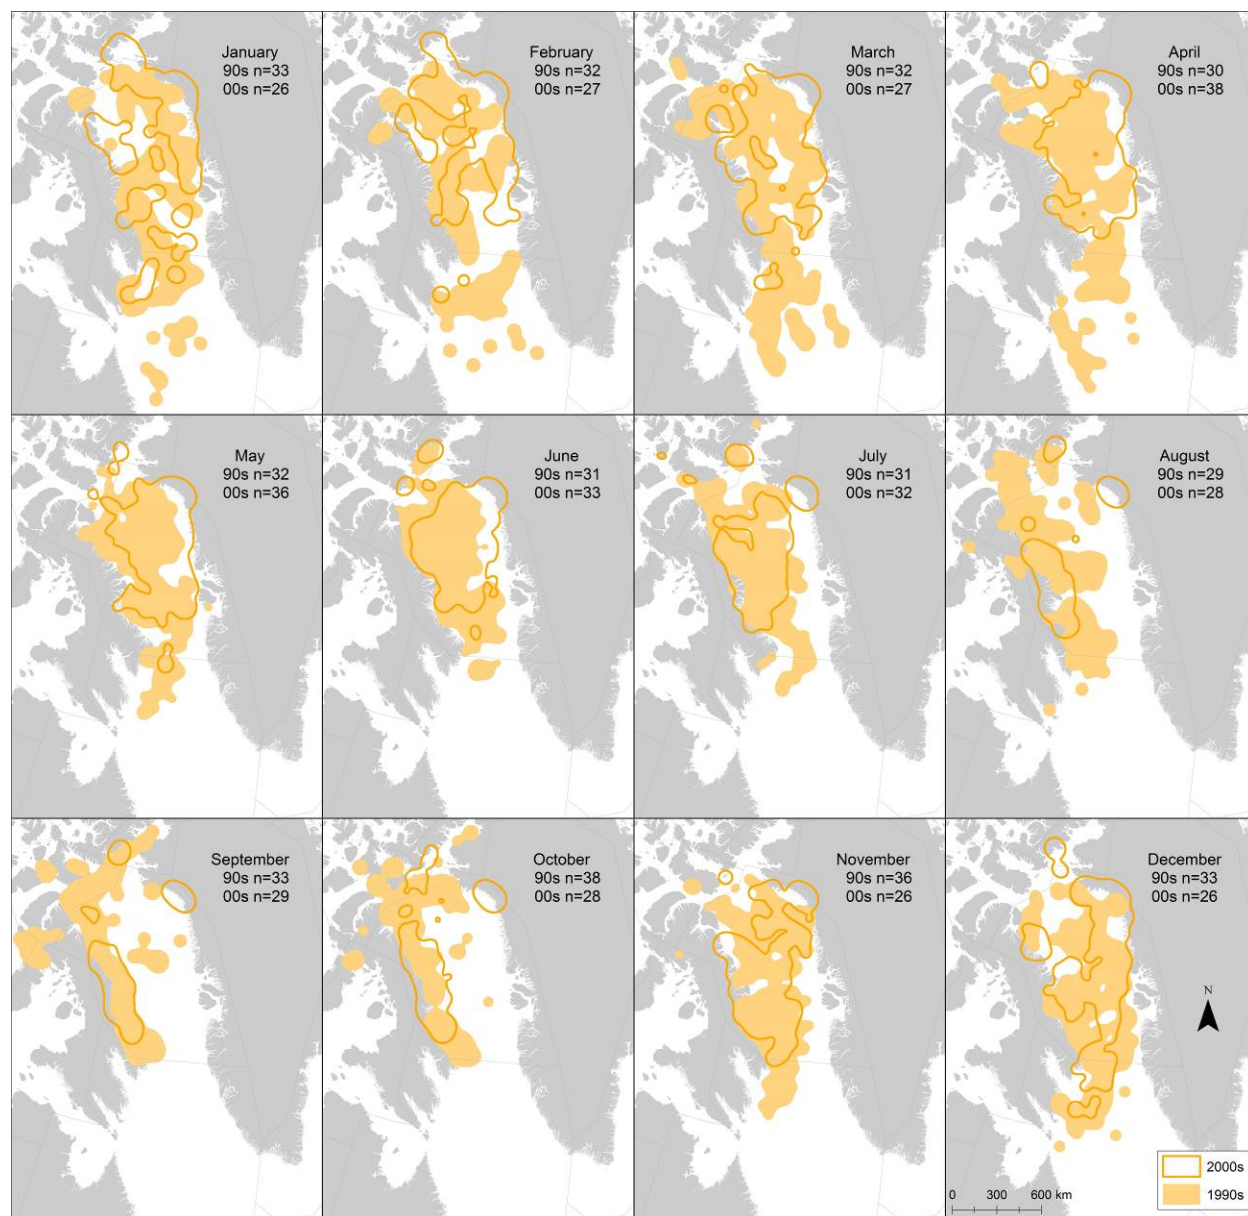 January
90s n=33
00s n=26
February
90s n=32
00s n=27
March
90s n=32
00s n=27
April
90s n=30
00s n=38
May
90s n=32
00s n=36
June
90s n=31
00s n=33
July
90s n=31
00s n=32
August
90s n=29
00s n=28
September
90s n=33
00s n=29
October
90s n=38
00s n=28
November
90s n=36
00s n=26
December
90s n=33
00s n=26
N
2000s
1990s
0 300 600 km